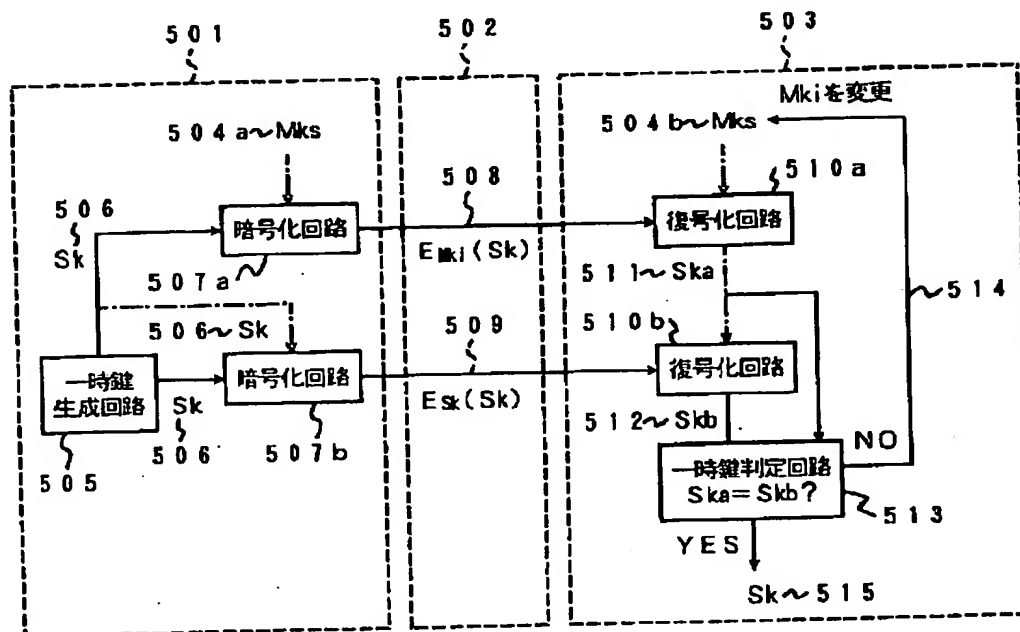 501
502
503
Mkiを変更
504a~Mks
504b~Mks
508
510a
506
Sk
暗号化回路
復号化回路
EMki(Sk)
507a
511~Ska
514
506~Sk
509
510b
一時鍵
生成回路
Sk
暗号化回路
復号化回路
ESk(Sk)
512~Skb
NO
505
506
507b
一時鍵判定回路
Ska=Skb?
513
YES
Sk~515